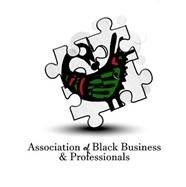 Association of Black Business
& Professionals